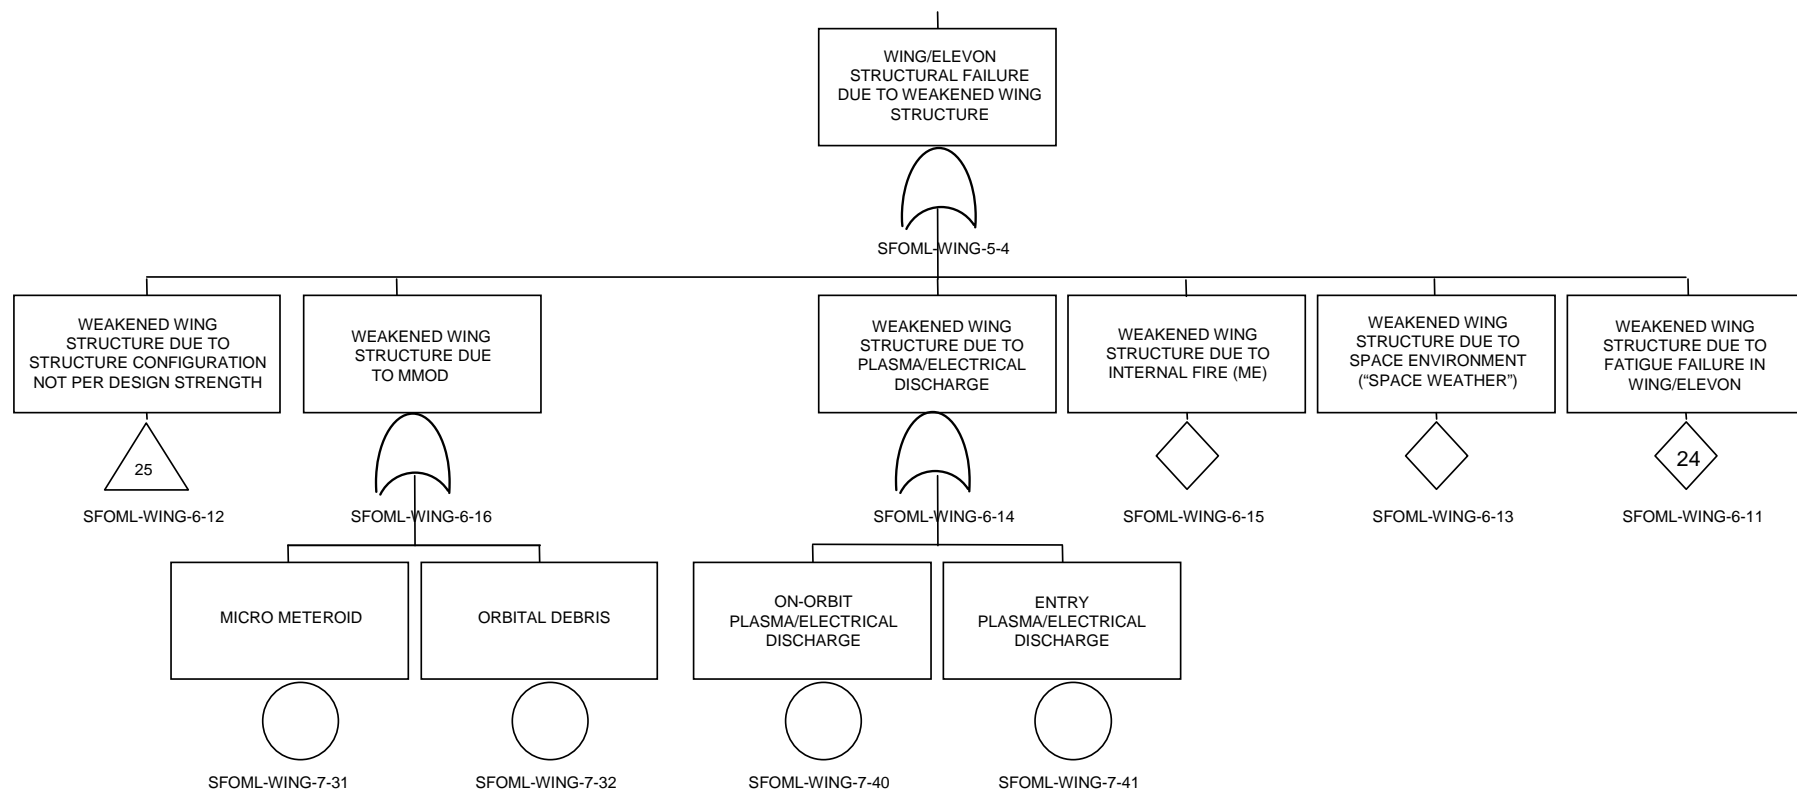 WING/ELEVON
STRUCTURAL FAILURE
DUE TO WEAKENED WING
STRUCTURE
SFOML-WING-5-4
WEAKENED WING
STRUCTURE DUE TO
STRUCTURE CONFIGURATION
NOT PER DESIGN STRENGTH
25
SFOML-WING-6-12
WEAKENED WING
STRUCTURE DUE
TO MMOD
SFOML-WING-6-16
WEAKENED WING
STRUCTURE DUE TO
PLASMA/ELECTRICAL
DISCHARGE
SFOML-WING-6-14
WEAKENED WING
STRUCTURE DUE TO
INTERNAL FIRE (ME)
SFOML-WING-6-15
WEAKENED WING
STRUCTURE DUE TO
SPACE ENVIRONMENT
(“SPACE WEATHER”)
SFOML-WING-6-13
WEAKENED WING
STRUCTURE DUE TO
FATIGUE FAILURE IN
WING/ELEVON
24
SFOML-WING-6-11
MICRO METEROID
SFOML-WING-7-31
ORBITAL DEBRIS
SFOML-WING-7-32
ON-ORBIT
PLASMA/ELECTRICAL
DISCHARGE
SFOML-WING-7-40
ENTRY
PLASMA/ELECTRICAL
DISCHARGE
SFOML-WING-7-41